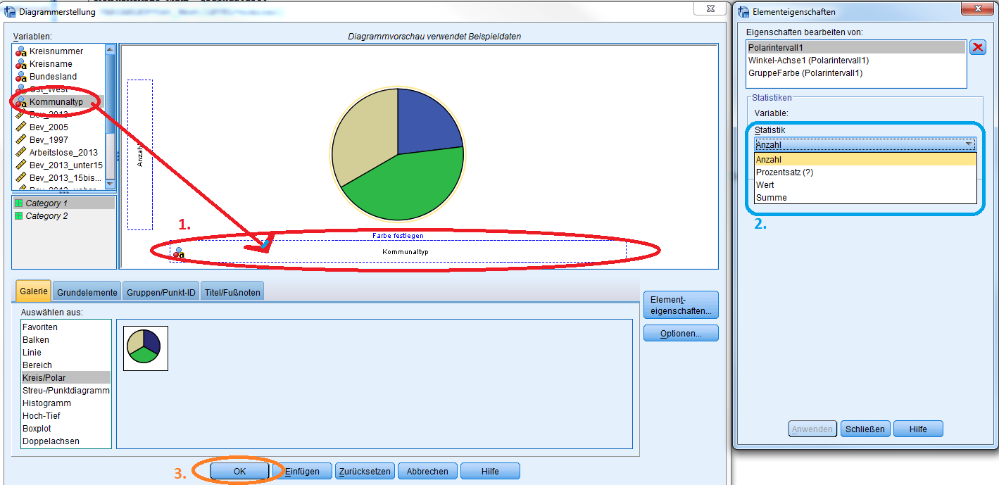 Diagrammerstellung
Variablen:
Diagrammvorschau verwendet Beispieldaten
Kreisnummer
Kreisname
Bundesland
Ost_West
Kommunaltyp
Bev_2013
Bev_2005
Bev_1997
Arbeitslose_2013
Bev_2013_unter15
Bev_2013_15bis...
Category 1
Category 2
Anzahl
1.
Farbe festlegen
Kommunaltyp
Galerie
Grundelemente
Gruppen/Punkt-ID
Titel/Fußnoten
Auswählen aus:
Favoriten
Balken
Linie
Bereich
Kreis/Polar
Streu-/Punktdiagramm
Histogramm
Hoch-Tief
Boxplot
Doppelachsen
Element-
eigenschaften...
Optionen...
3.
OK
Einfügen
Zurücksetzen
Abbrechen
Hilfe
Elementeigenschaften
Eigenschaften bearbeiten von:
Polarintervall1
Winkel-Achse1 (Polarintervall1)
GruppeFarbe (Polarintervall1)
Statistiken
Variable:
Statistik
Anzahl
Anzahl
Prozentsatz (?)
Wert
Summe
2.
Anwenden
Schließen
Hilfe